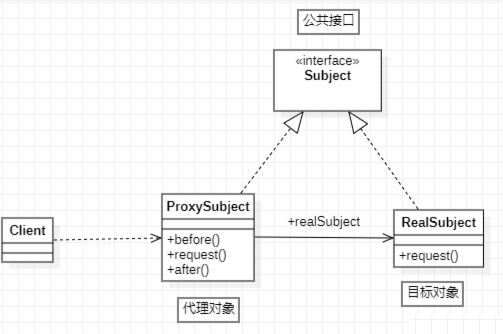 公共接口
«interface»
Subject
ProxySubject
+before()
+request()
+after()
+realSubject
RealSubject
+request()
Client
代理对象
目标对象